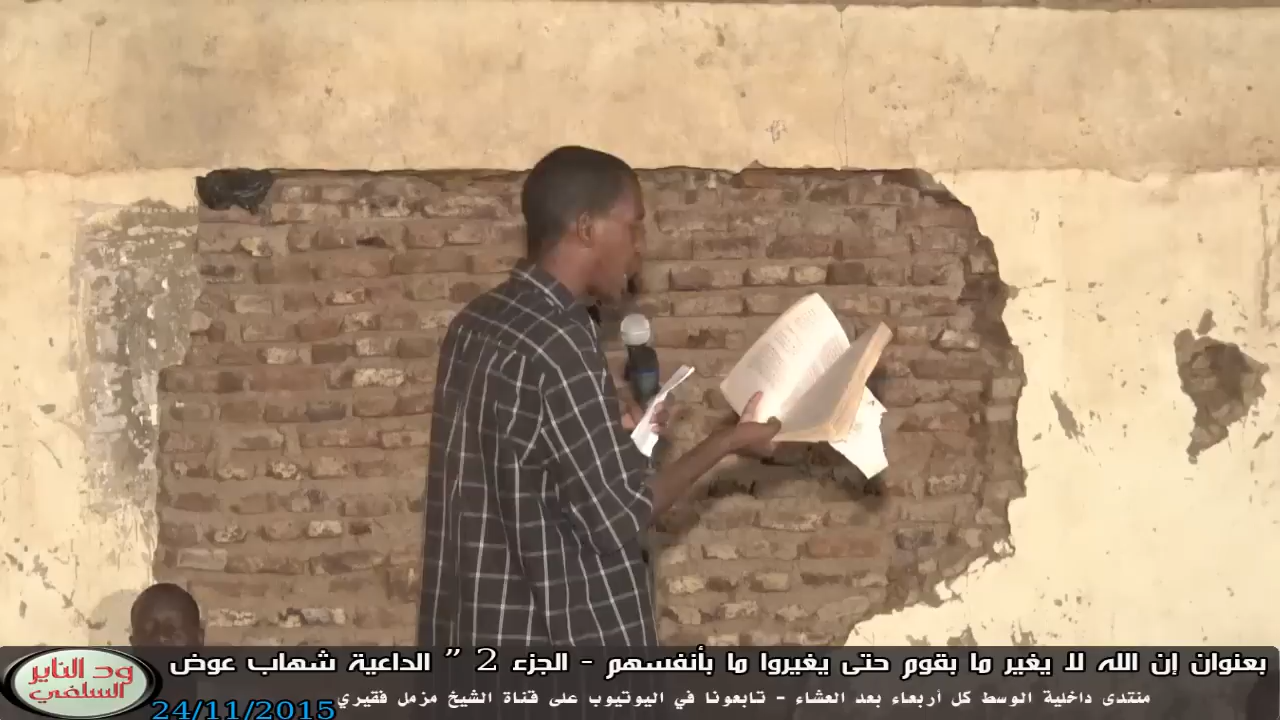 بعنوان إن الله لا يغير ما بقوم حتى يغيروا ما بأنفسهم - الجزء 2 ” الداعية شهاب عوض
منتدى داخلية الوسط كل أربعاء بعد العشاء - تابعونا في اليوتيوب على قناة الشيخ مزمل فقيري
ود الناير
السلفي
24/11/2015